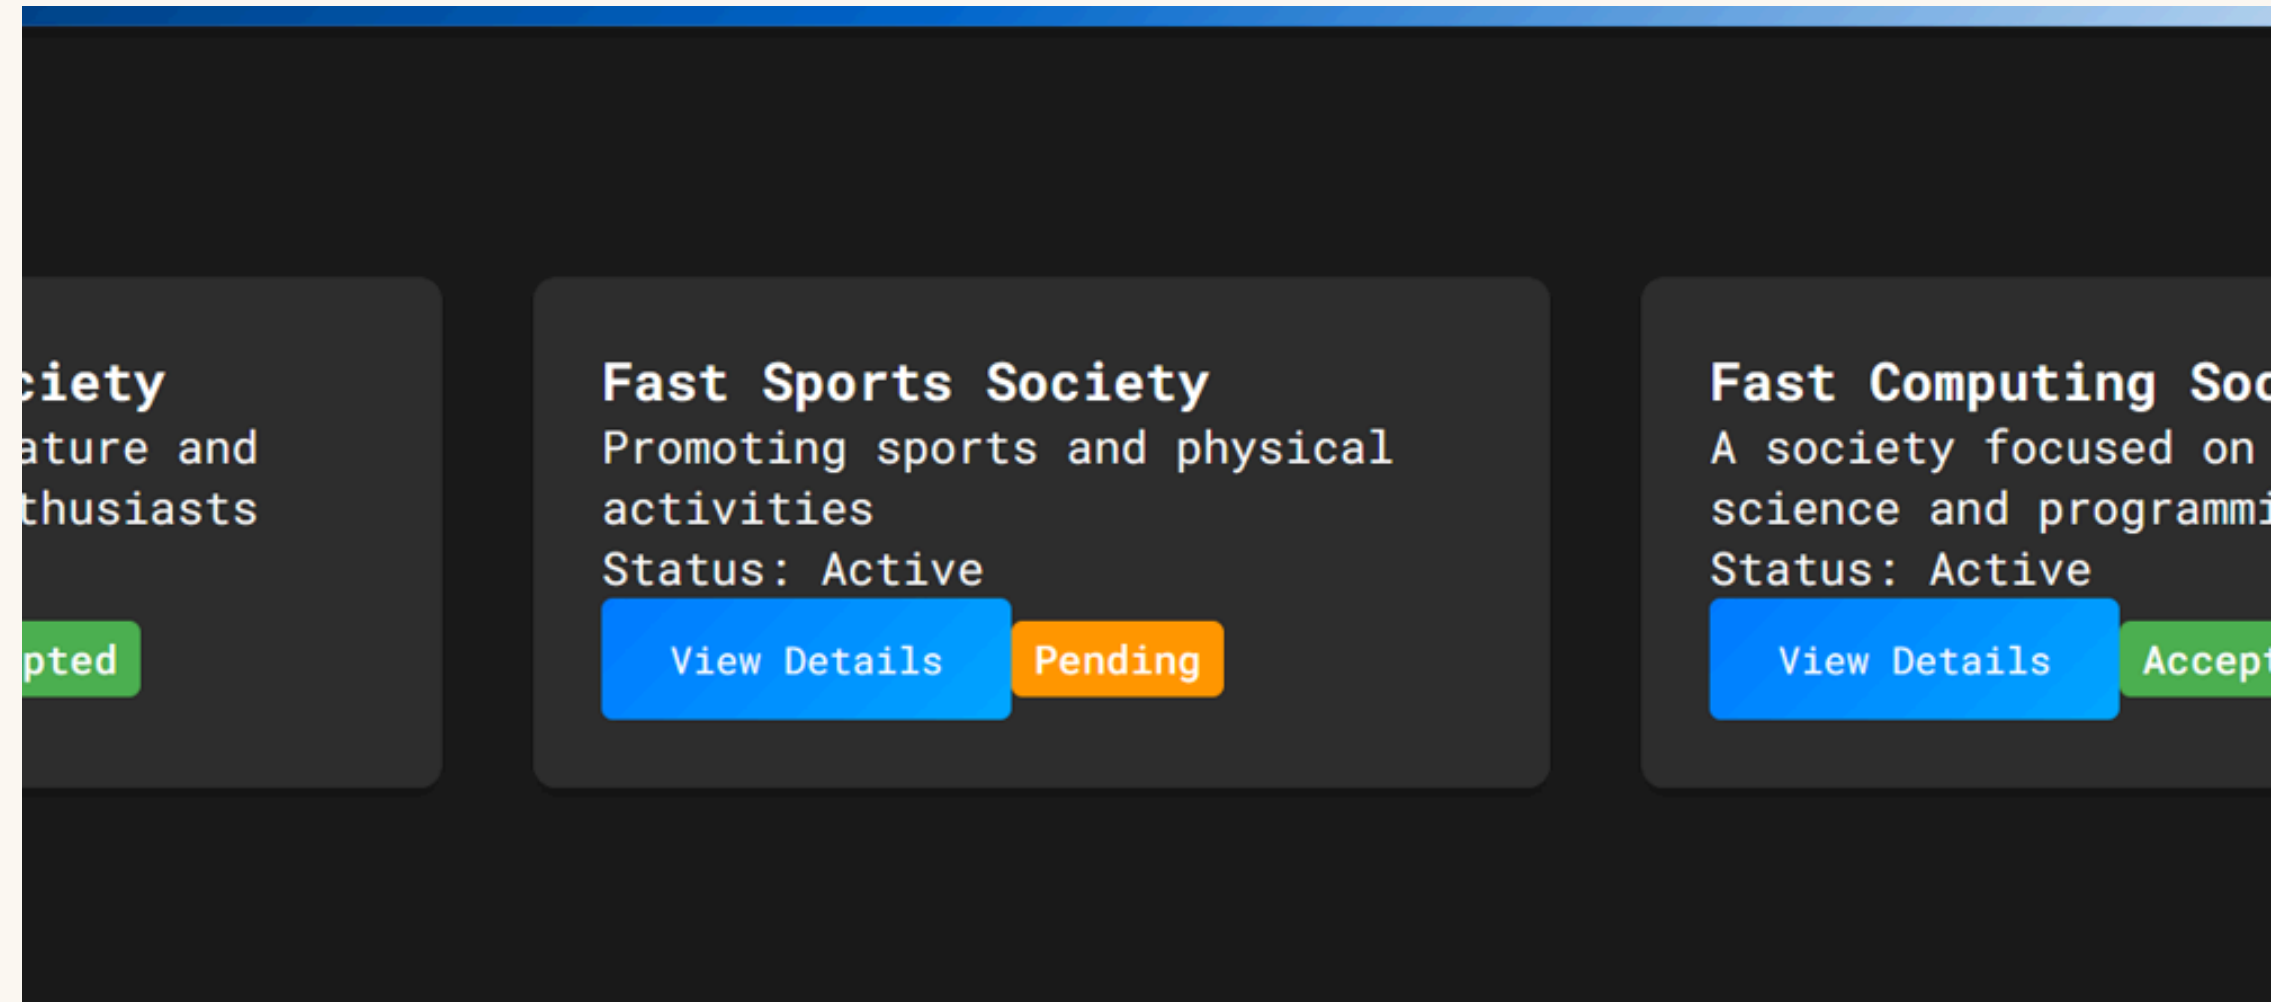 ciety
ature and
thusiasts
pted
Fast Sports Society
Promoting sports and physical
activities
Status: Active
View Details
Pending
Fast Computing Soc
A society focused on
science and programmi
Status: Active
View Details
Accept